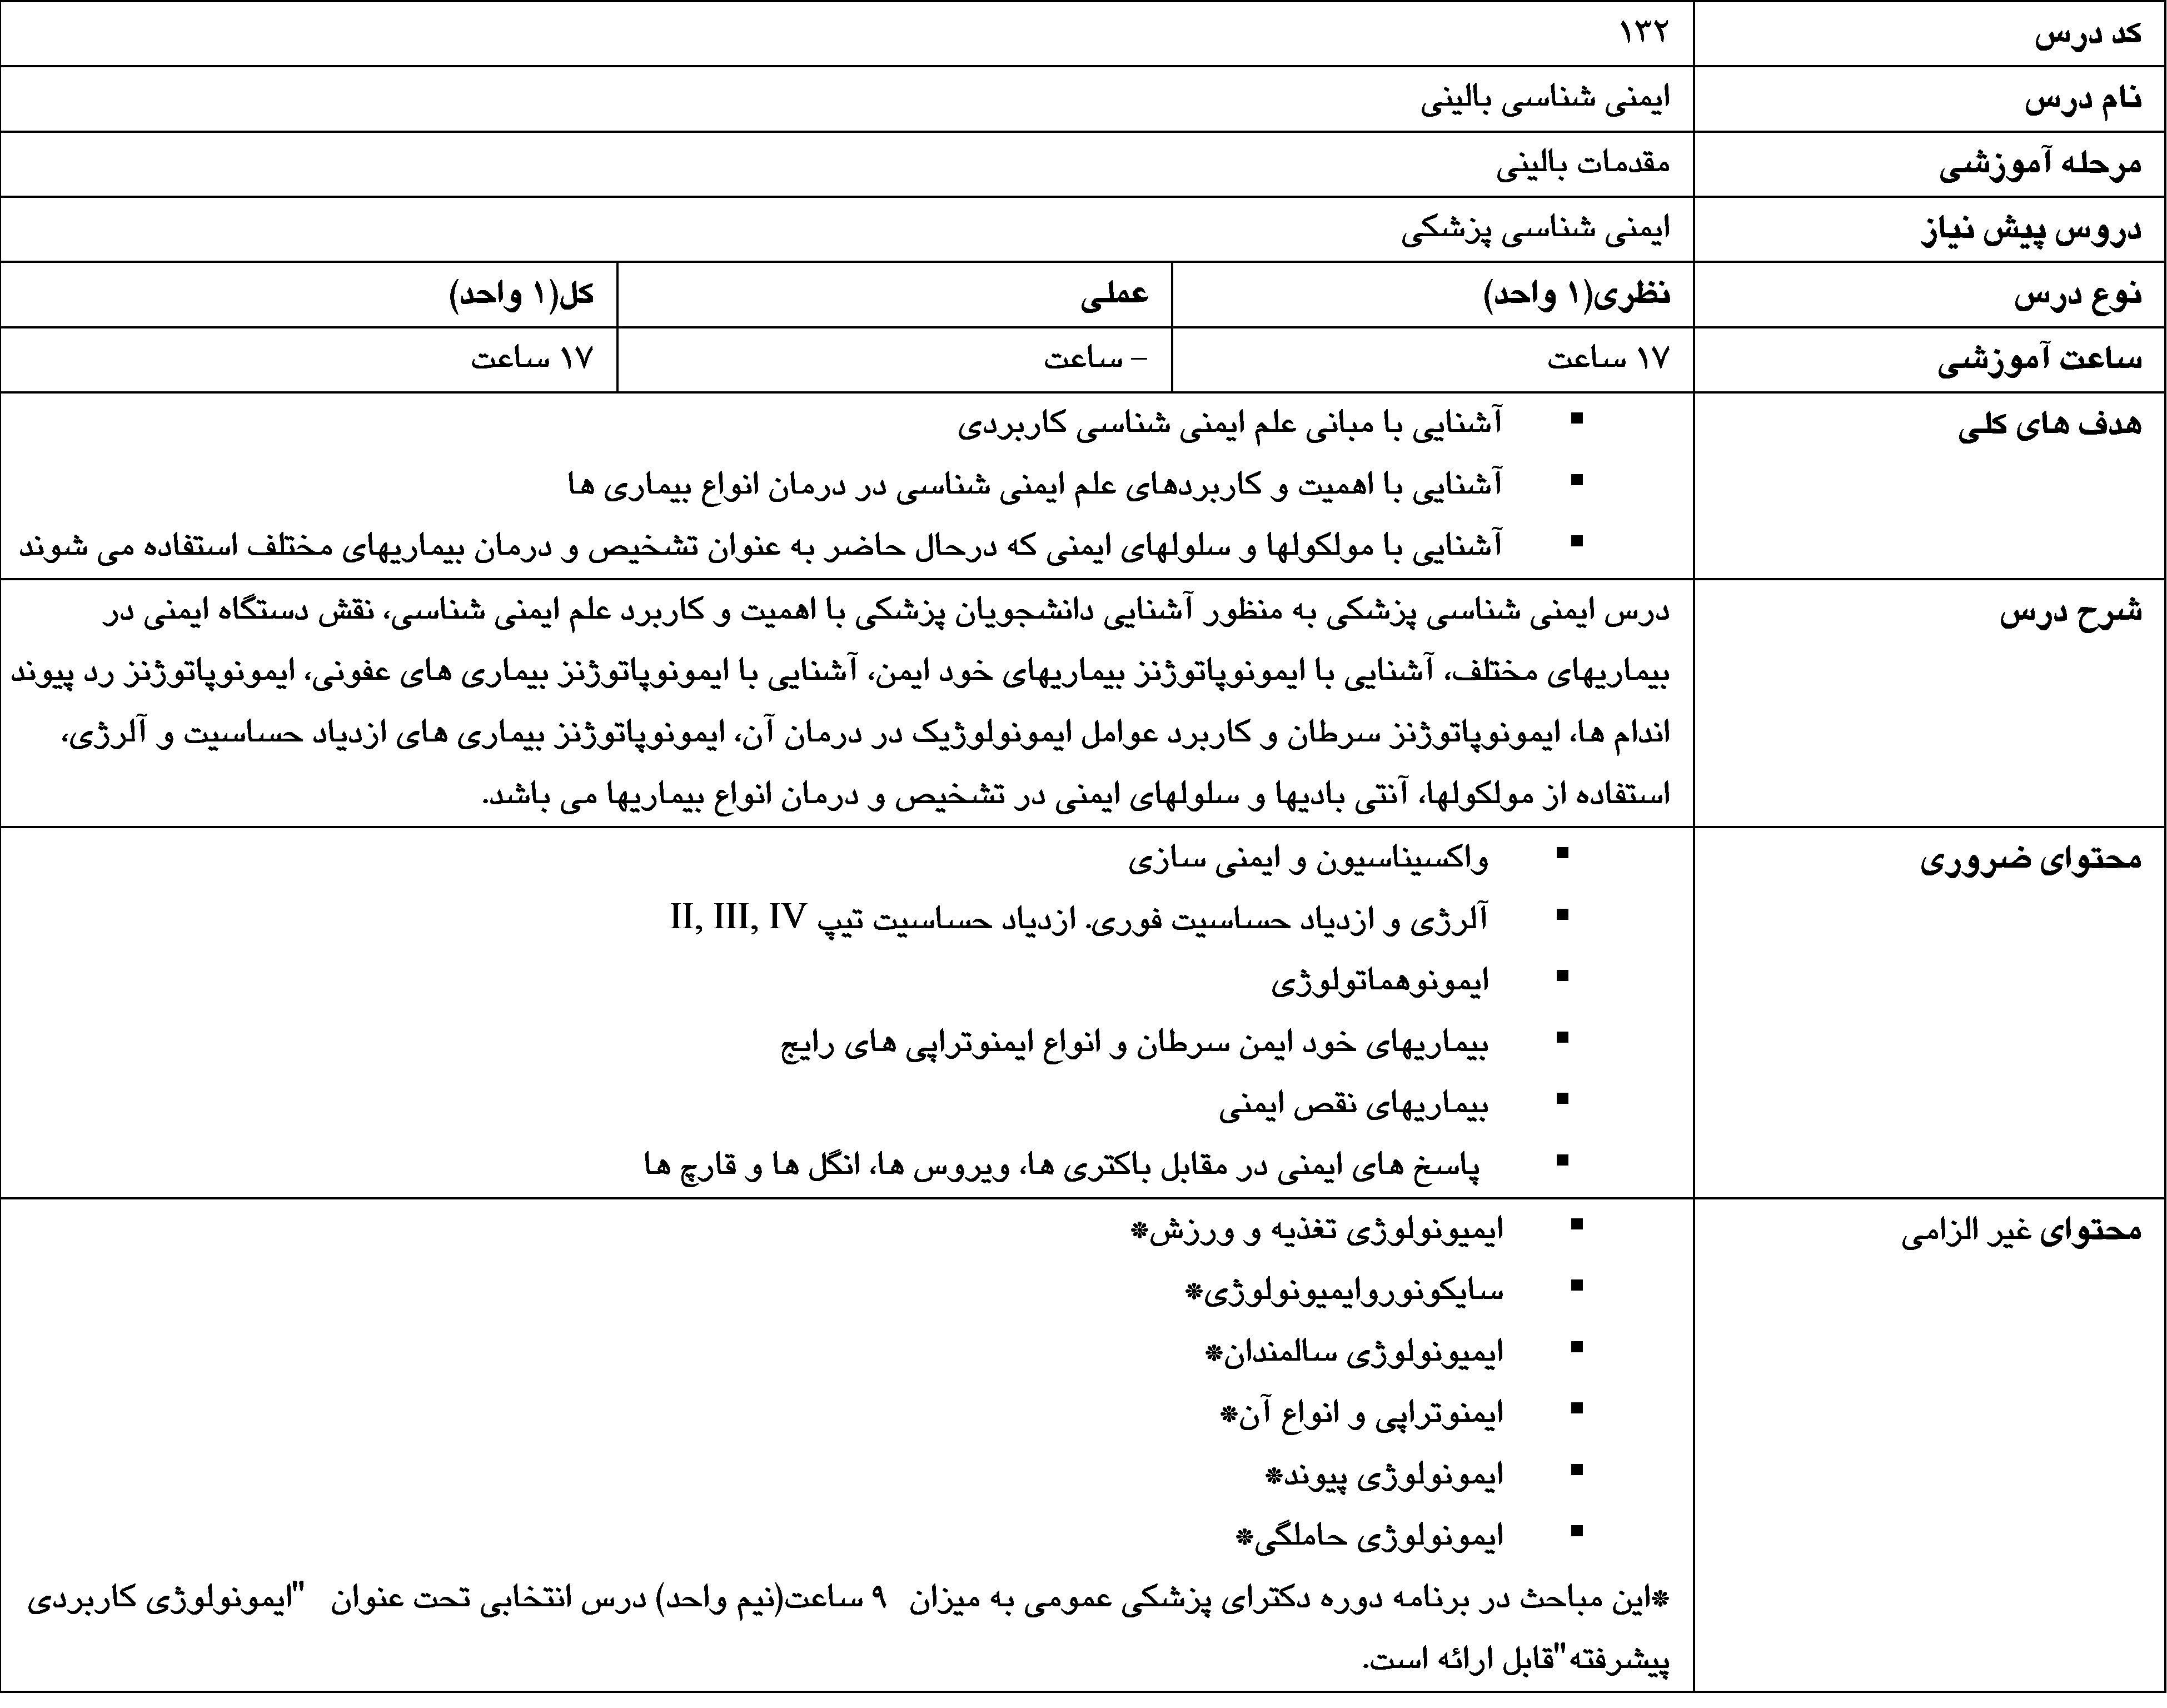 کد درس ۱۳۲
نام درس ایمنی شناسی بالینی
مرحله آموزشی مقدمات بالینی
دروس پیش نیاز ایمنی شناسی پزشکی
نوع درس نظری(۱ واحد) عملی کل(۱ واحد)
ساعت آموزشی ۱۷ ساعت – ساعت ۱۷ ساعت
هدف های کلی ▪ آشنایی با مبانی علم ایمنی شناسی کاربردی
▪ آشنایی با اهمیت و کاربردهای علم ایمنی شناسی در درمان انواع بیماری ها
▪ آشنایی با مولکولها و سلولهای ایمنی که درحال حاضر به عنوان تشخیص و درمان بیماریهای مختلف استفاده می شوند
شرح درس درس ایمنی شناسی پزشکی به منظور آشنایی دانشجویان پزشکی با اهمیت و کاربرد علم ایمنی شناسی، نقش دستگاه ایمنی در
بیماریهای مختلف، آشنایی با ایمونوپاتوژنز بیماریهای خود ایمن، آشنایی با ایمونوپاتوژنز بیماری های عفونی، ایمونوپاتوژنز رد پیوند
اندام ها، ایمونوپاتوژنز سرطان و کاربرد عوامل ایمونولوژیک در درمان آن، ایمونوپاتوژنز بیماری های ازدیاد حساسیت و آلرژی،
استفاده از مولکولها، آنتی بادیها و سلولهای ایمنی در تشخیص و درمان انواع بیماریها می باشد.
محتوای ضروری ▪ واکسیناسیون و ایمنی سازی
▪ آلرژی و ازدیاد حساسیت فوری. ازدیاد حساسیت تیپ II, III, IV
▪ ایمونوهماتولوژی
▪ بیماریهای خود ایمن سرطان و انواع ایمنوتراپی های رایج
▪ بیماریهای نقص ایمنی
▪ پاسخ های ایمنی در مقابل باکتری ها، ویروس ها، انگل ها و قارچ ها
محتوای غیر الزامی ▪ ایمیونولوژی تغذیه و ورزش*
▪ سایکونوروایمیونولوژی*
▪ ایمیونولوژی سالمندان*
▪ ایمنوتراپی و انواع آن*
▪ ایمونولوژی پیوند*
▪ ایمونولوژی حاملگی*
*این مباحث در برنامه دوره دکترای پزشکی عمومی به میزان ۹ ساعت(نیم واحد) درس انتخابی تحت عنوان "ایمونولوژی کاربردی
پیشرفته"قابل ارائه است.